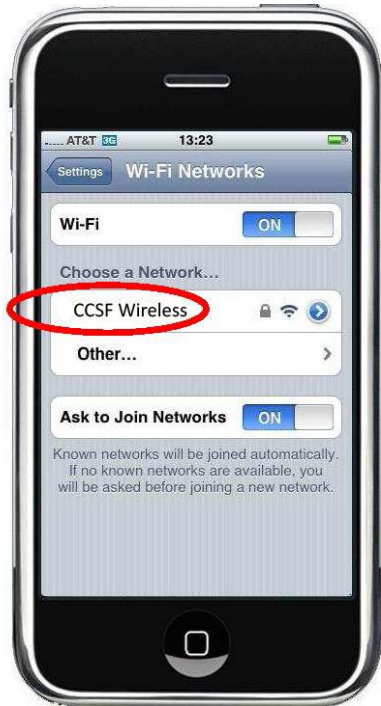 ..... AT&T 3G 13:23
Settings Wi-Fi Networks
Wi-Fi ON
Choose a Network...
CCSF Wireless
Other...
Ask to Join Networks ON
Known networks will be joined automatically.
If no known networks are available, you
will be asked before joining a new network.